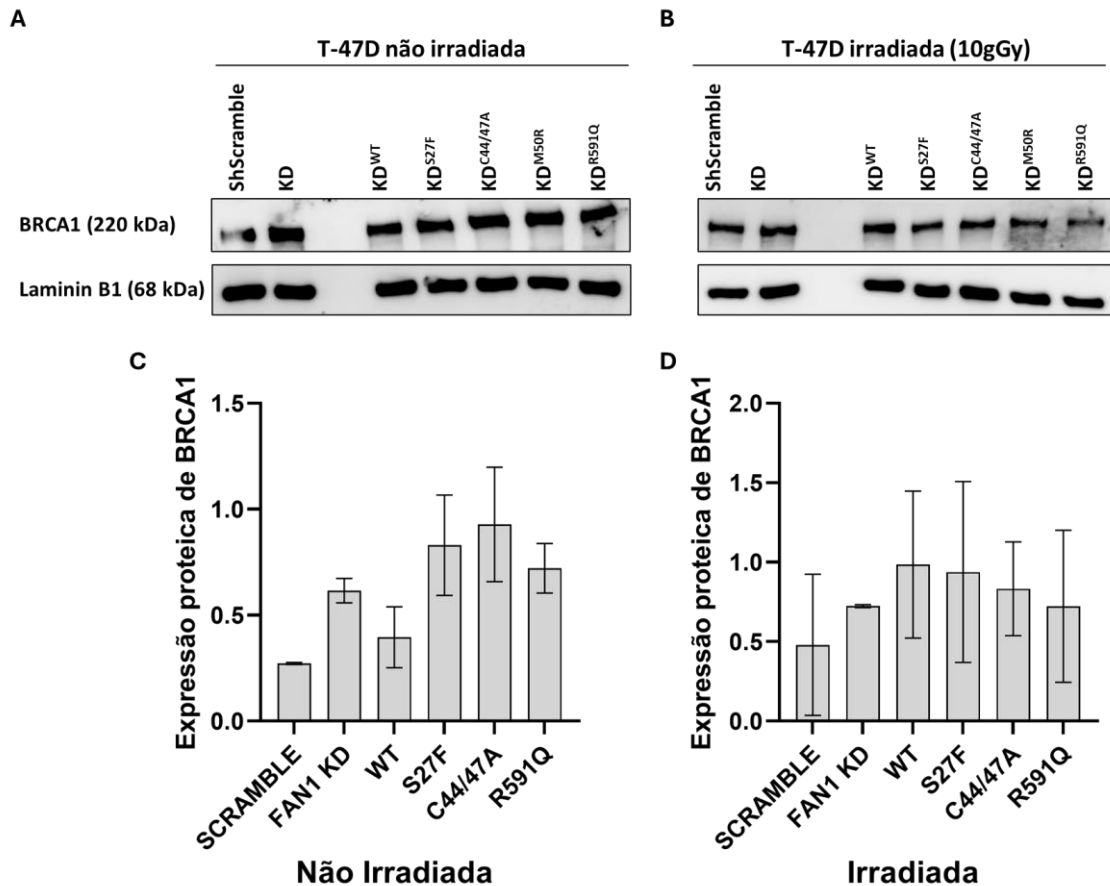 A
T-47D não irradiada
ShScramble
KD
KDWT
KDS27F
KDC44/47A
KDM50R
KDR591Q
BRCA1 (220 kDa)
Laminin B1 (68 kDa)
B
T-47D irradiada (10gGy)
ShScramble
KD
KDWT
KDS27F
KDC44/47A
KDM50R
KDR591Q
C
Expressão proteica de BRCA1
1.5
1.0
0.5
0.0
SCRAMBLE
FAN1 KD
WT
S27F
C44/47A
R591Q
Não Irradiada
D
Expressão proteica de BRCA1
2.0
1.5
1.0
0.5
0.0
SCRAMBLE
FAN1 KD
WT
S27F
C44/47A
R591Q
Irradiada